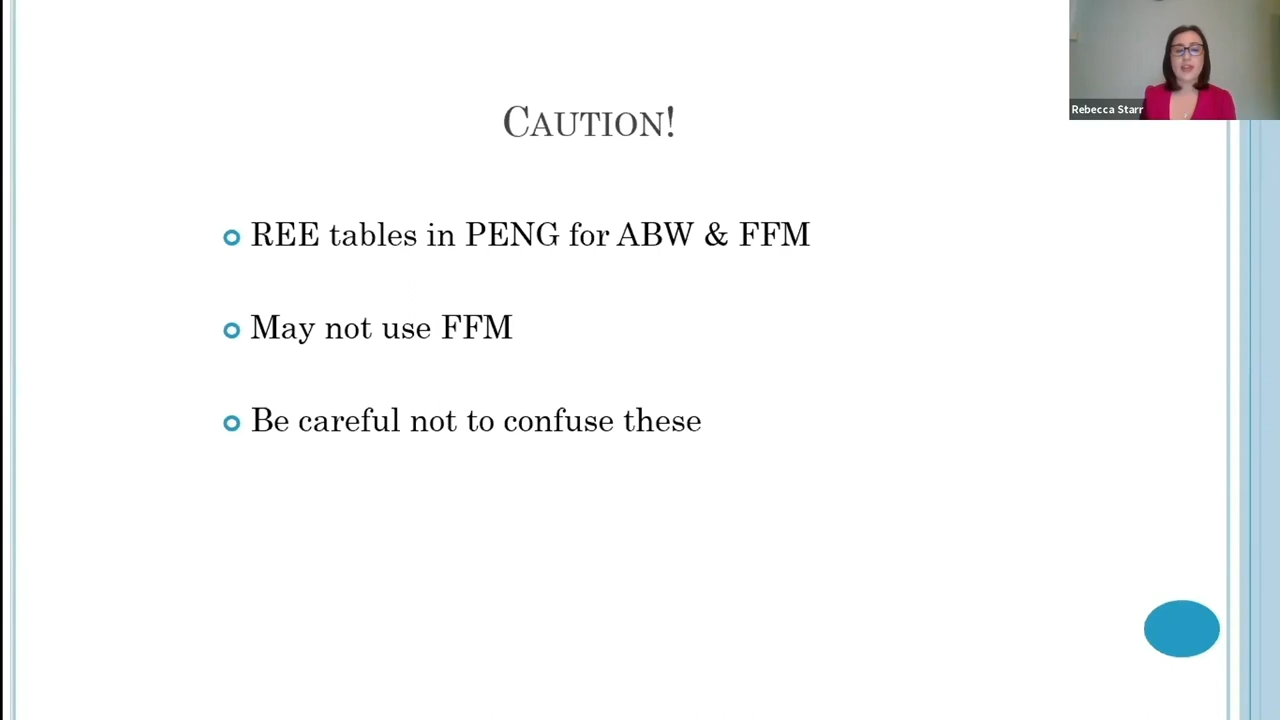 Rebecca Starr
CAUTION!
REE tables in PENG for ABW & FFM
May not use FFM
Be careful not to confuse these